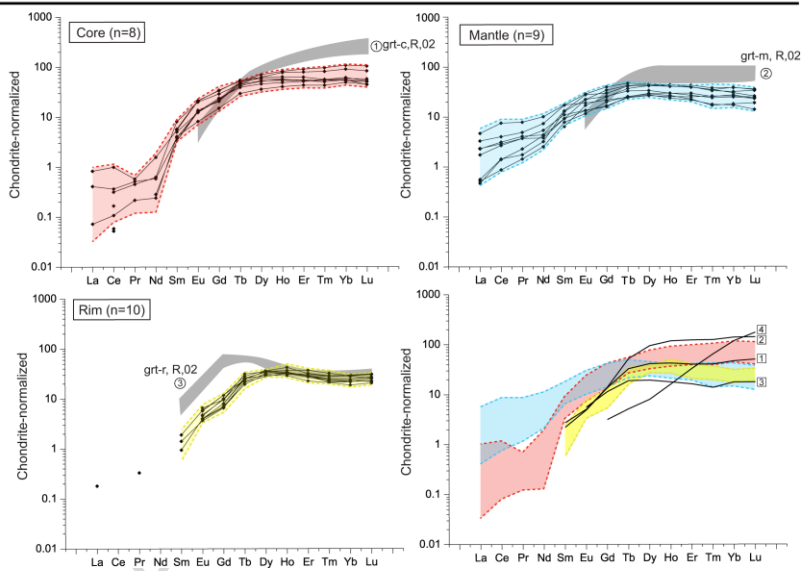 Core (n=8)
①grt-c,R,02
Chondrite-normalized
1000
100
10
1
0.1
0.01
La Ce Pr Nd Sm Eu Gd Tb Dy Ho Er Tm Yb Lu
Mantle (n=9)
grt-m, R,02
②
Chondrite-normalized
1000
100
10
1
0.1
0.01
La Ce Pr Nd Sm Eu Gd Tb Dy Ho Er Tm Yb Lu
Rim (n=10)
grt-r, R,02
③
Chondrite-normalized
1000
100
10
1
0.1
0.01
La Ce Pr Nd Sm Eu Gd Tb Dy Ho Er Tm Yb Lu
4
2
1
3
Chondrite-normalized
1000
100
10
1
0.1
0.01
La Ce Pr Nd Sm Eu Gd Tb Dy Ho Er Tm Yb Lu